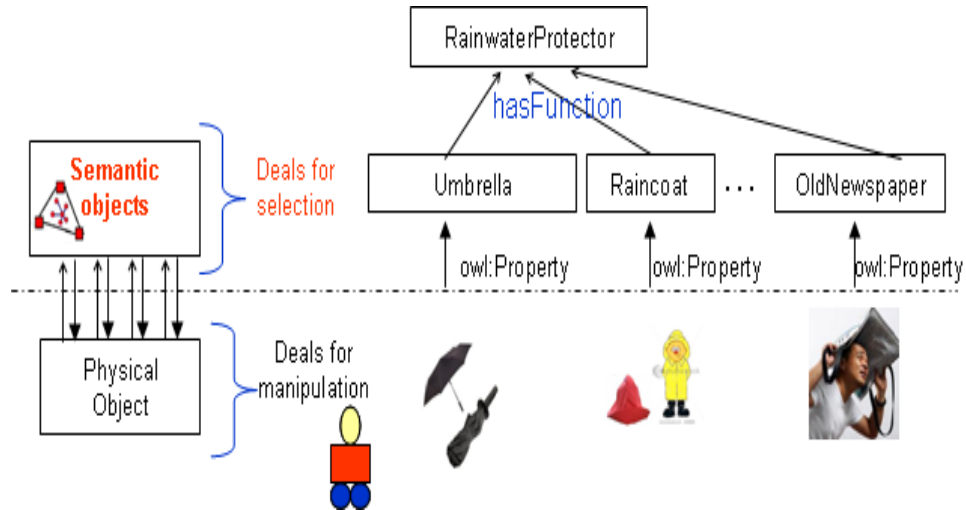 RainwaterProtector
hasFunction
Semantic
objects
Deals for
selection
Umbrella
Raincoat
...
OldNewspaper
owl:Property
owl:Property
owl:Property
Physical
Object
Deals for
manipulation